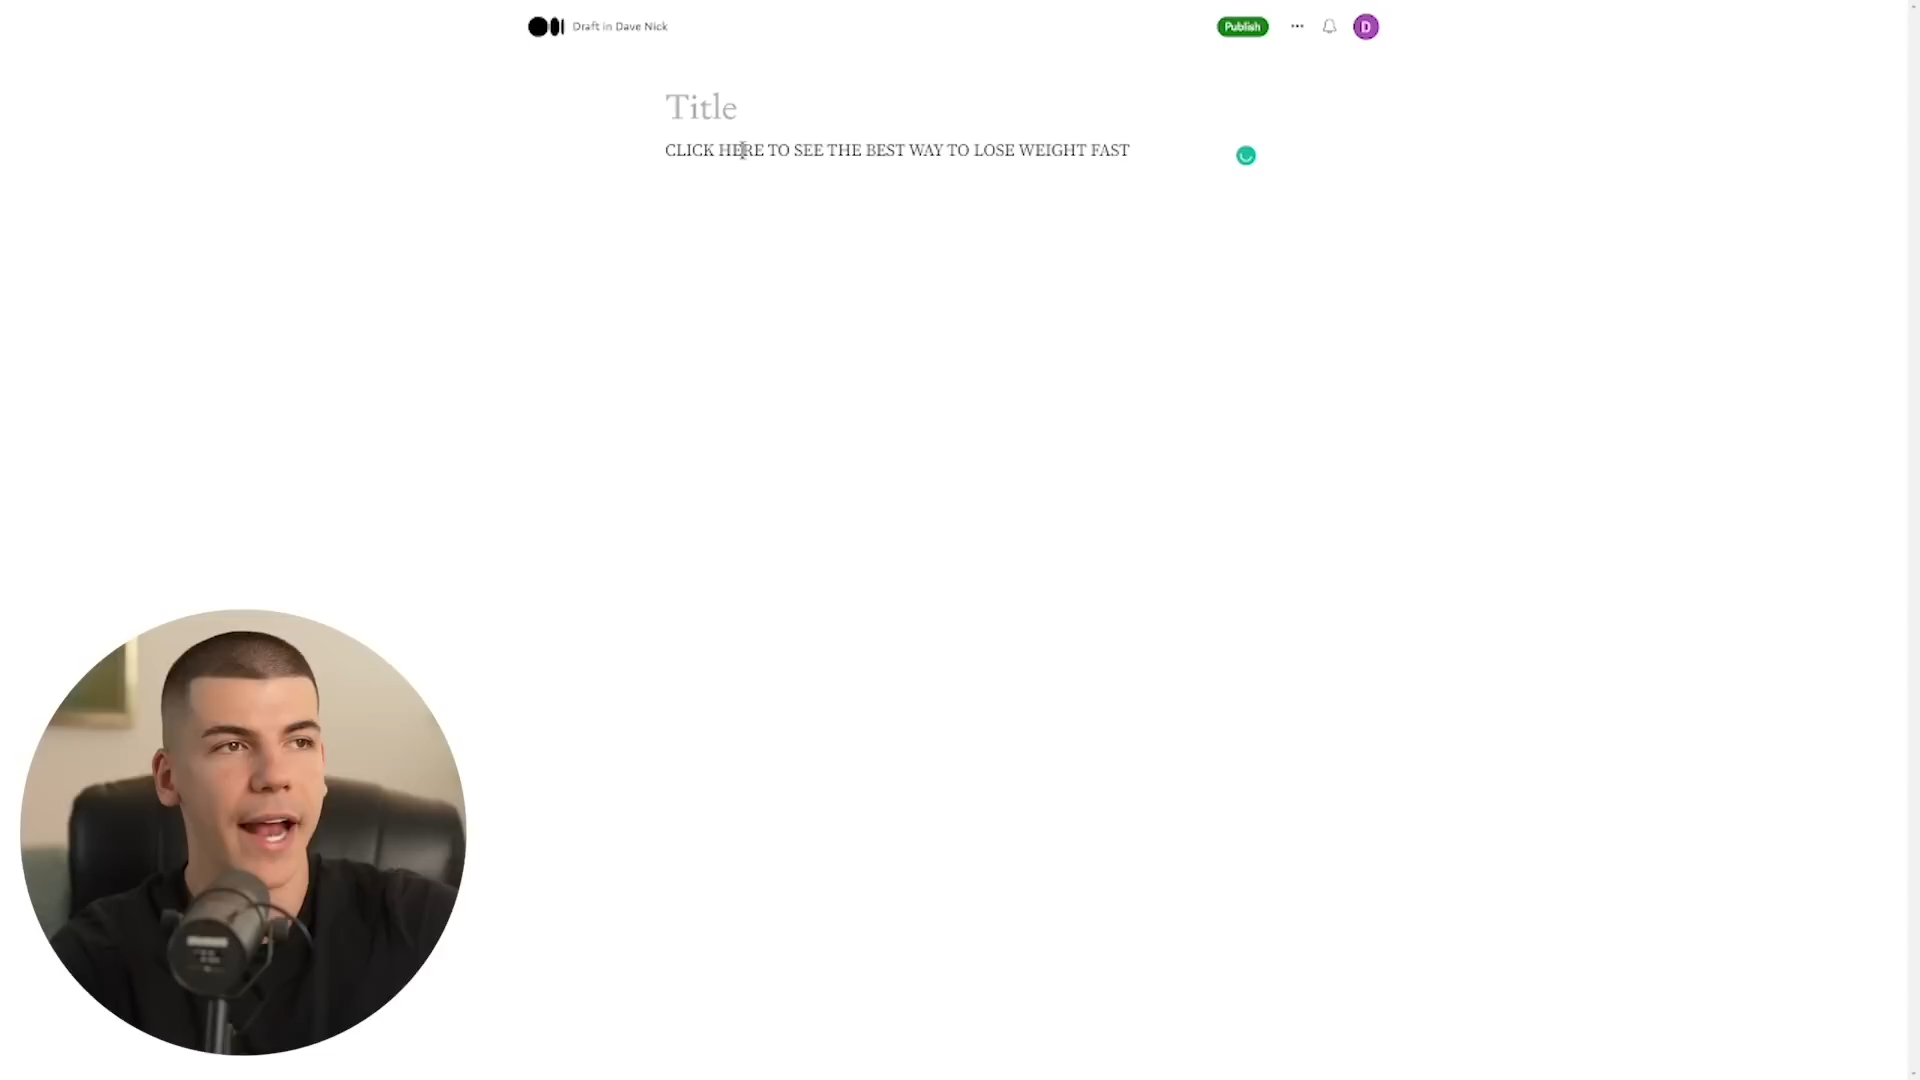 Draft in Dave Nick
Publish
D
Title
CLICK HERE TO SEE THE BEST WAY TO LOSE WEIGHT FAST